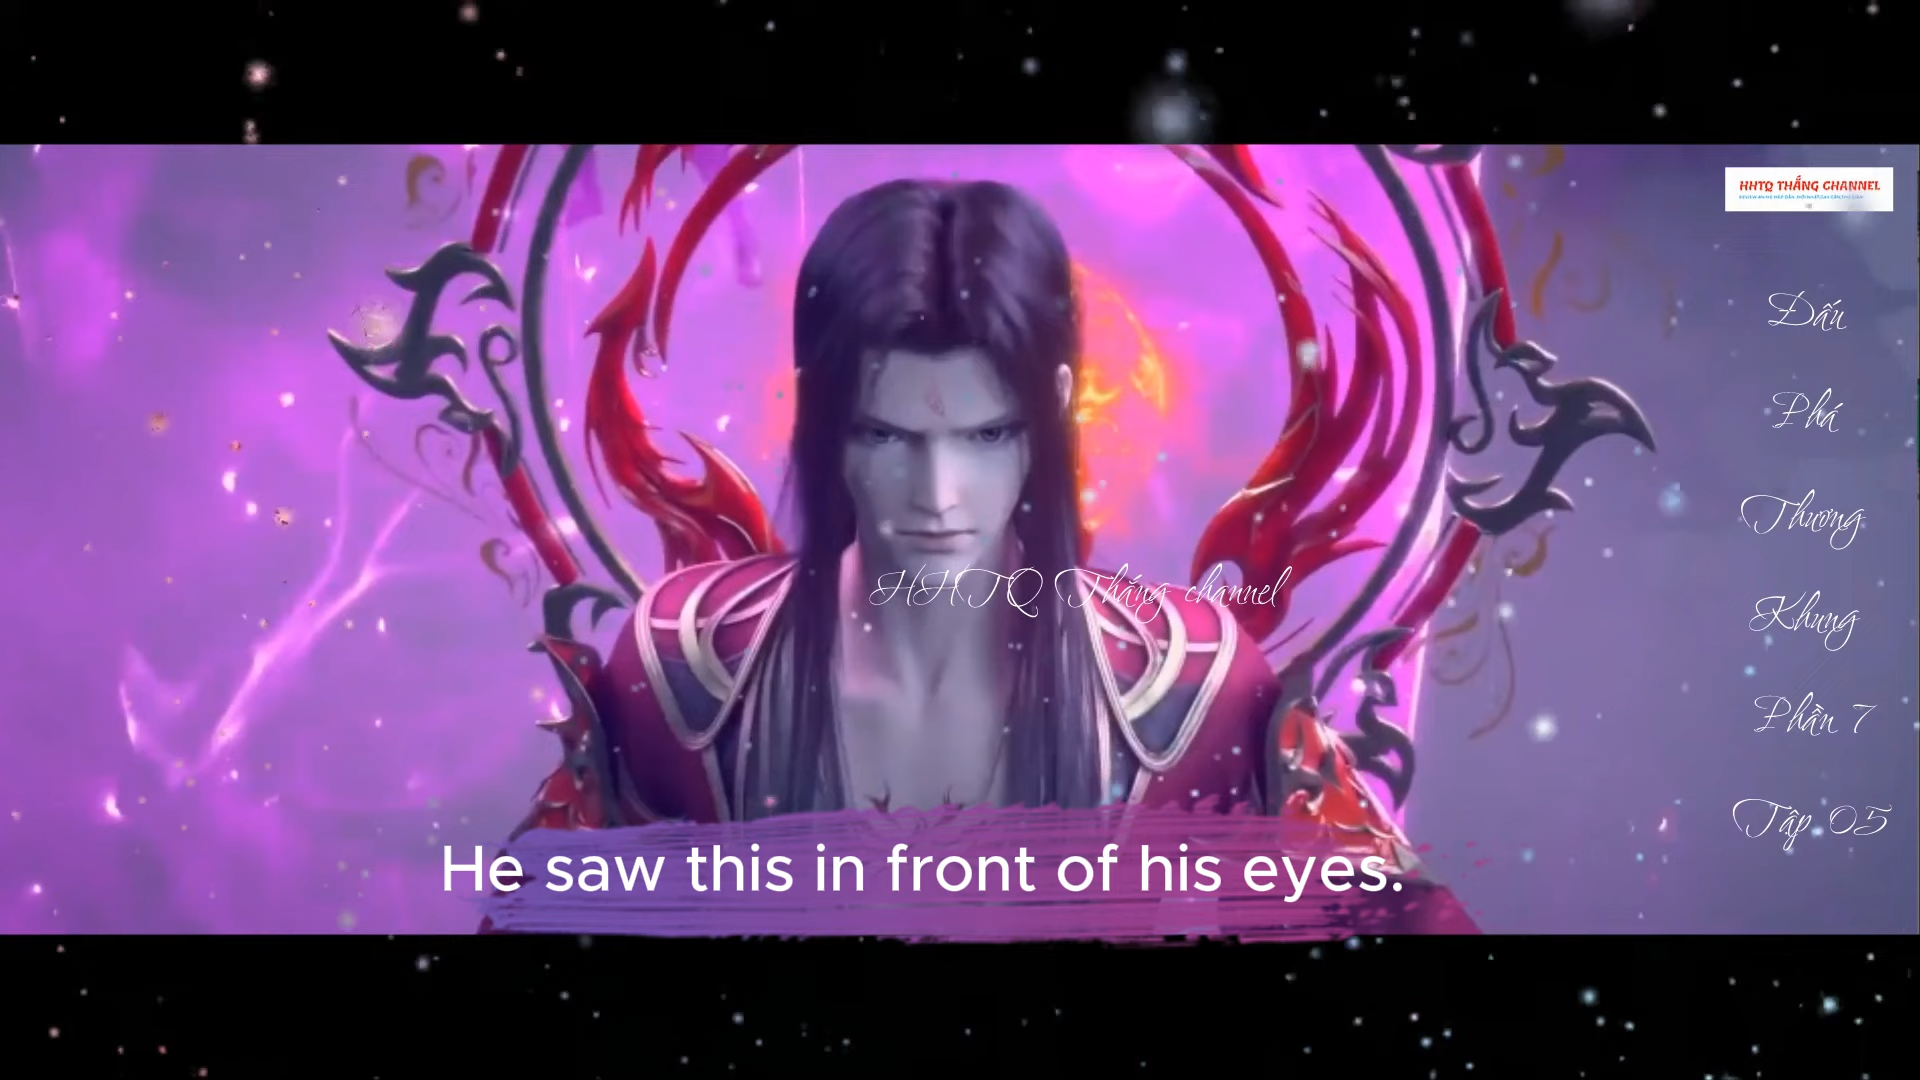 HHTQ THẮNG CHANNEL
Đấu
Phá
Thương
Khung
Phần 7
Tập 05
HHTQ Thắng channel
He saw this in front of his eyes.